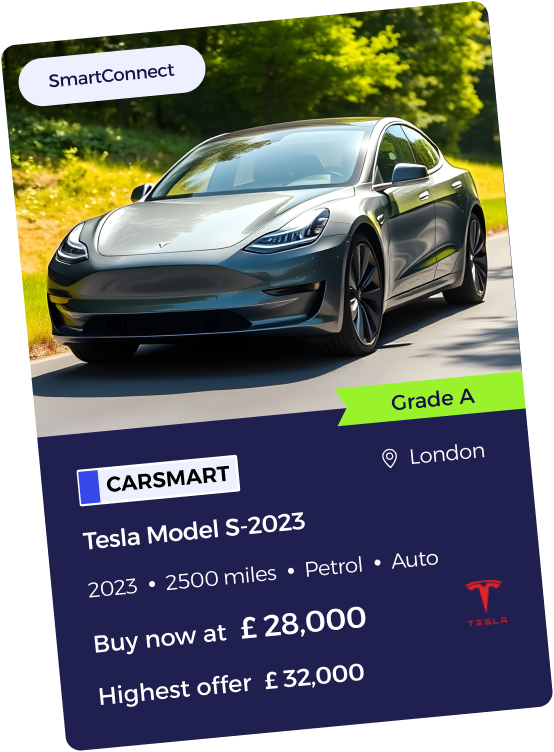 SmartConnect
Grade A
London
CARSMART
Tesla Model S-2023
2023 • 2500 miles • Petrol • Auto
TESLA
Buy now at £ 28,000
Highest offer £ 32,000